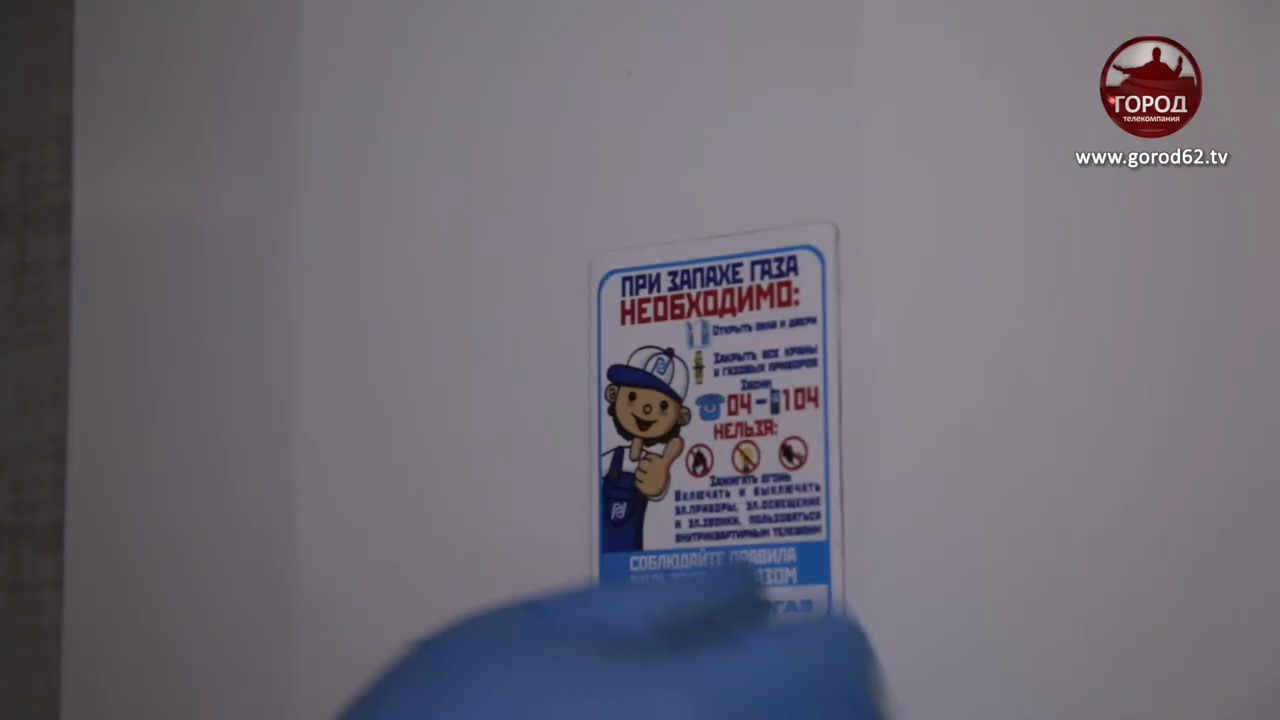 ГОРОД
телекомпания
www.gorod62.tv
ПРИ ЗАПАХЕ ГАЗА
НЕОБХОДИМО:
Открыть окна и двери
Закрыть все краны
и газовых приборов
Звони
04 - 104
НЕЛЬЗЯ:
Зажигать огонь
Включать и выключать
эл.приборы, эл.освещение
и эл.звонки, пользоваться
внутриквартирным телефоном
СОБЛЮДАЙТЕ ПРАВИЛА